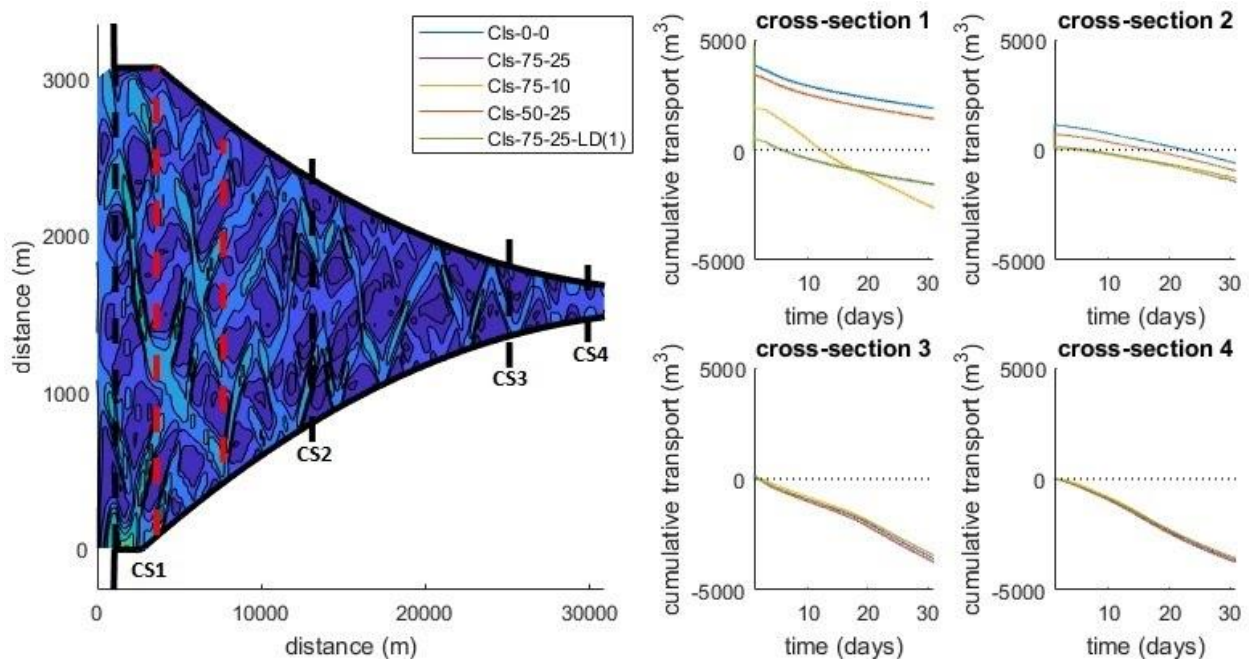 3000
2000
1000
0
distance (m)
0
10000
20000
30000
distance (m)
CS1
CS2
CS3
CS4
Cls-0-0
Cls-75-25
Cls-75-10
Cls-50-25
Cls-75-25-LD(1)
cross-section 1
cumulative transport (m³)
5000
0
-5000
10 20 30
time (days)
cross-section 2
cumulative transport (m³)
5000
0
-5000
10 20 30
time (days)
cross-section 3
cumulative transport (m³)
5000
0
-5000
10 20 30
time (days)
cross-section 4
cumulative transport (m³)
5000
0
-5000
10 20 30
time (days)